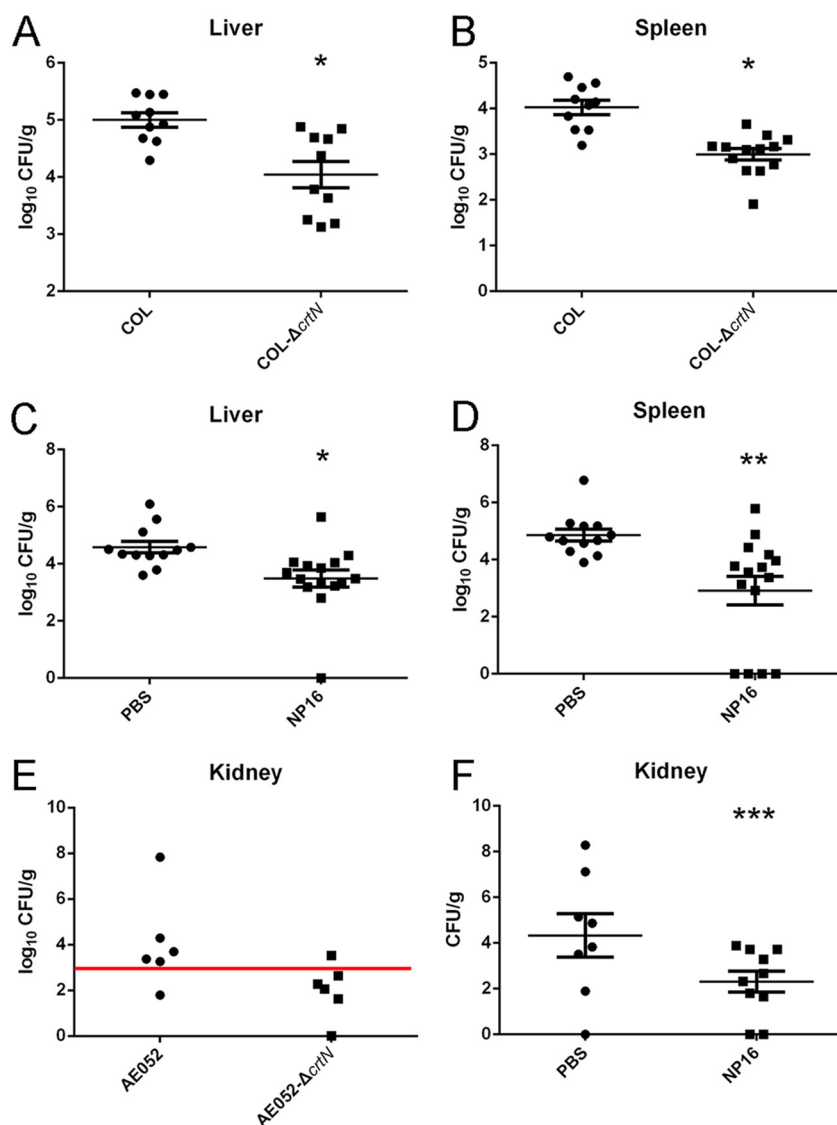 A
Liver
*
log10 CFU/g
6
5
4
3
2
COL
COL-ΔcrtN
B
Spleen
*
log10 CFU/g
5
4
3
2
1
0
COL
COL-ΔcrtN
C
Liver
*
log10 CFU/g
8
6
4
2
0
PBS
NP16
D
Spleen
**
log10 CFU/g
8
6
4
2
0
PBS
NP16
E
Kidney
log10 CFU/g
10
8
6
4
2
0
AE052
AE052-ΔcrtN
F
Kidney
***
CFU/g
10
8
6
4
2
0
PBS
NP16